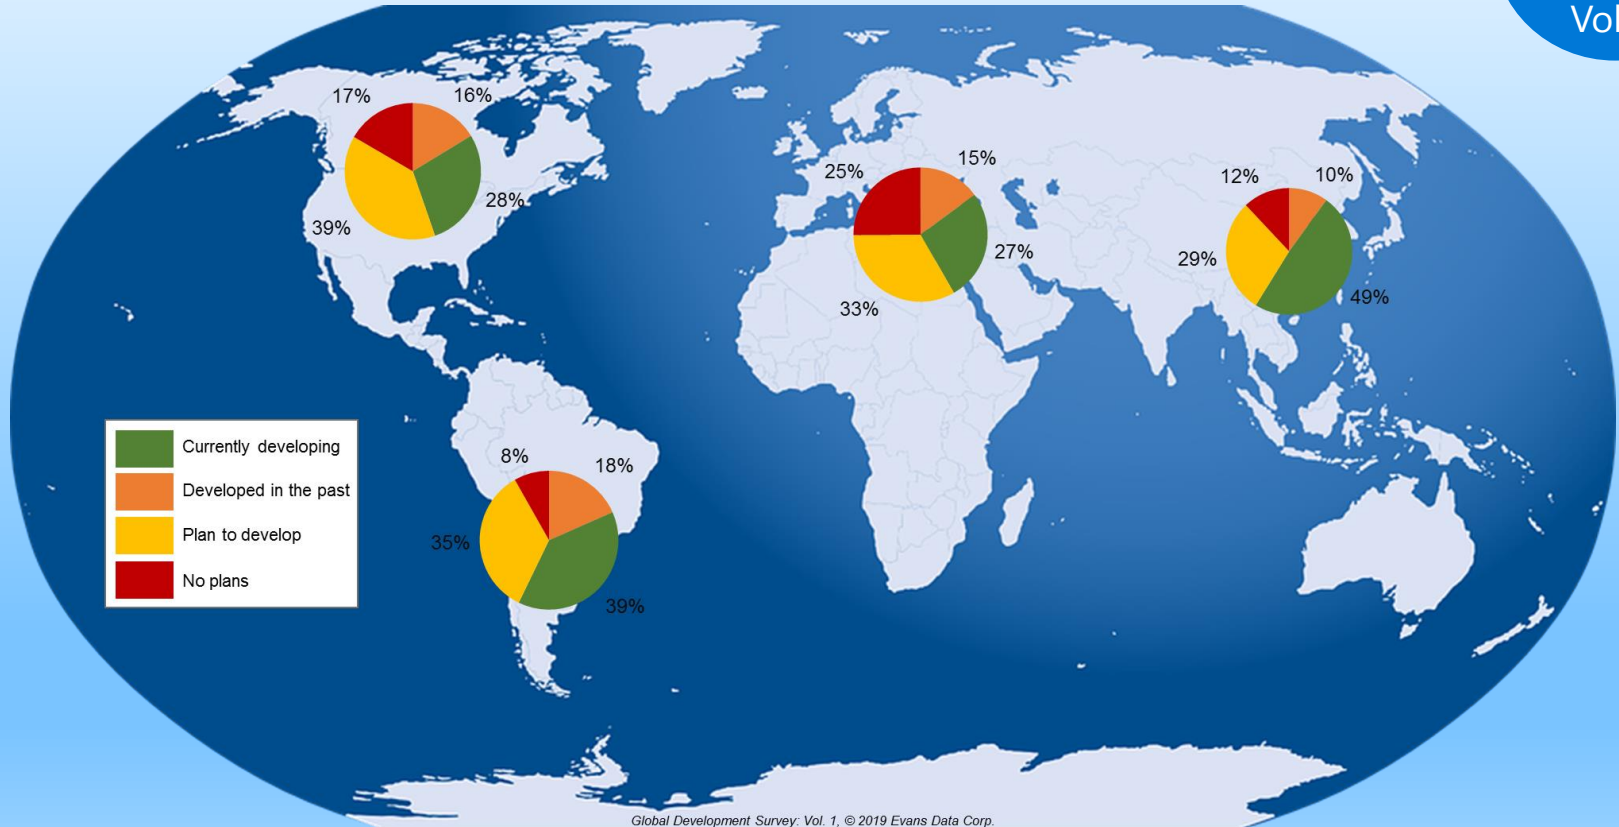 Vol
17%
16%
28%
39%
25%
15%
27%
33%
12%
10%
29%
49%
8%
18%
35%
39%
Currently developing
Developed in the past
Plan to develop
No plans
Global Development Survey: Vol. 1, © 2019 Evans Data Corp.